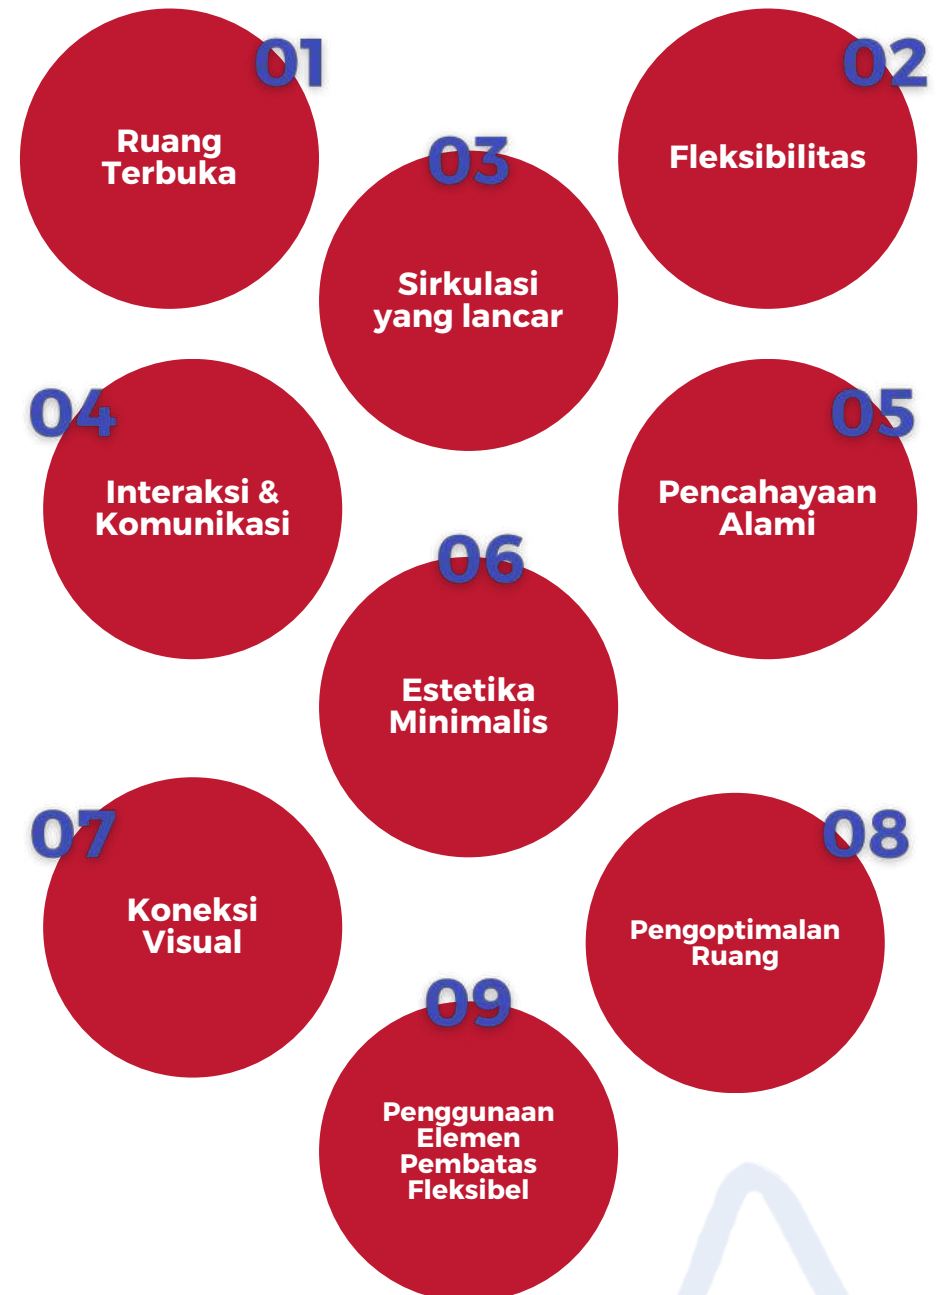 01
Ruang
Terbuka
02
Fleksibilitas
03
Sirkulasi
yang lancar
04
Interaksi &
Komunikasi
05
Pencahayaan
Alami
06
Estetika
Minimalis
07
Koneksi
Visual
08
Pengoptimalan
Ruang
09
Penggunaan
Elemen
Pembatas
Fleksibel